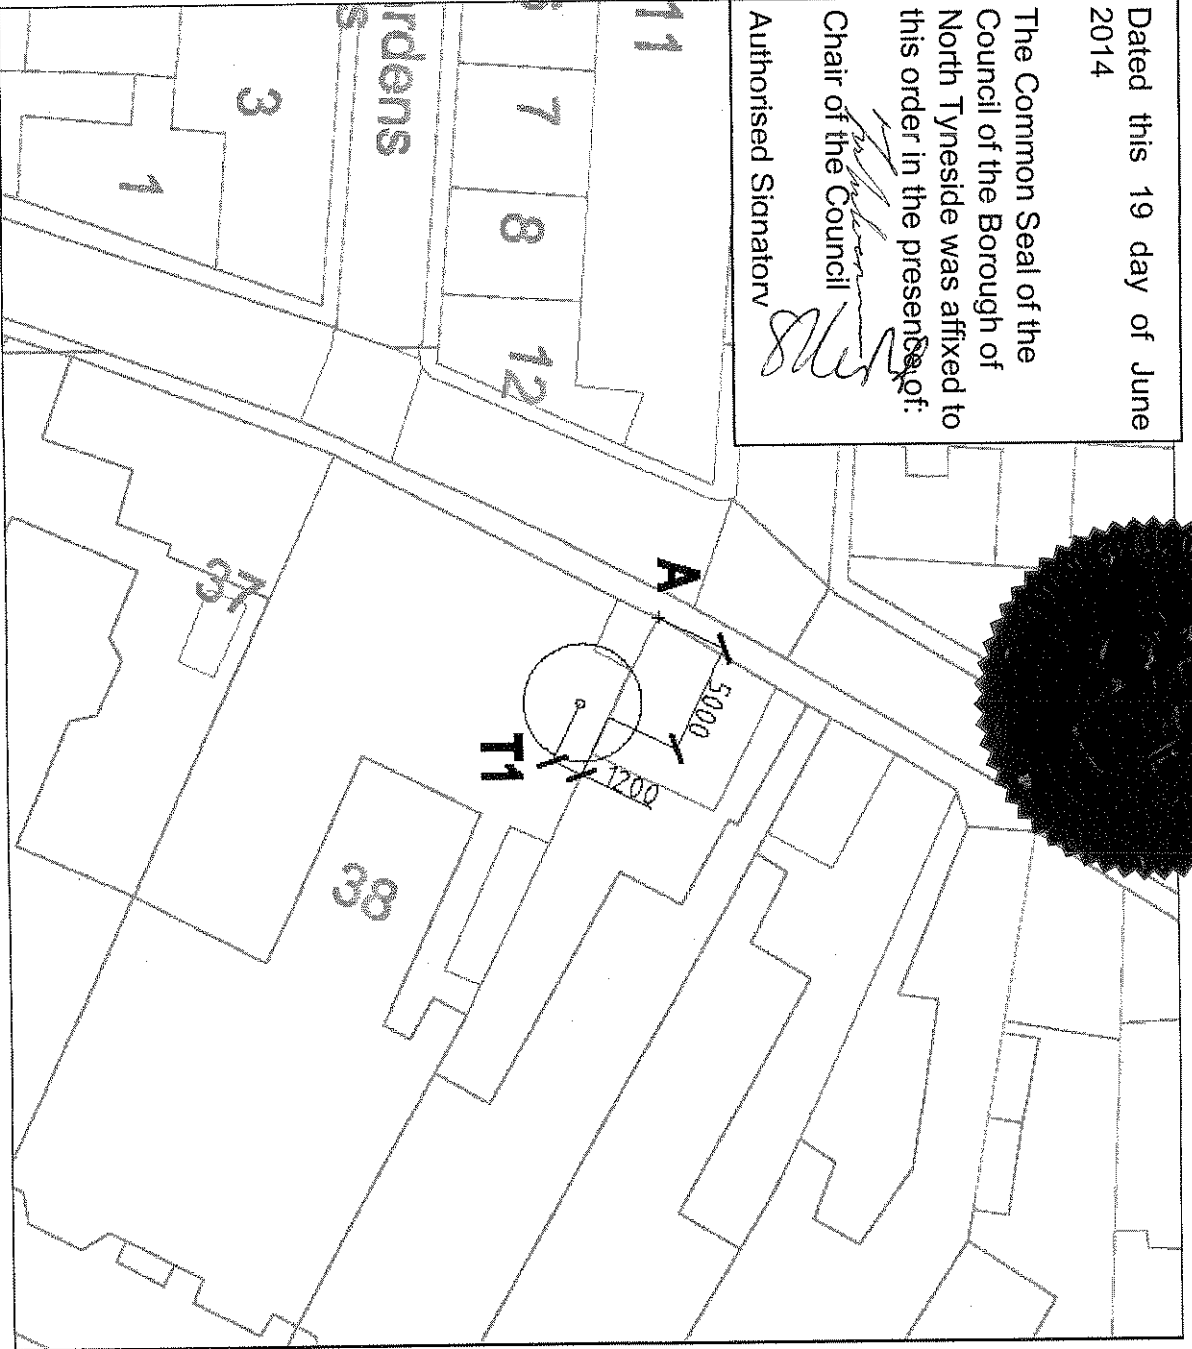 Dated this 19 day of June
2014
The Common Seal of the
Council of the Borough of
North Tyneside was affixed to
this order in the presence of:
Chair of the Council
Authorised Signatory
11
7
8
12
rdens
s
3
1
37
38
A
5000
1200
T1